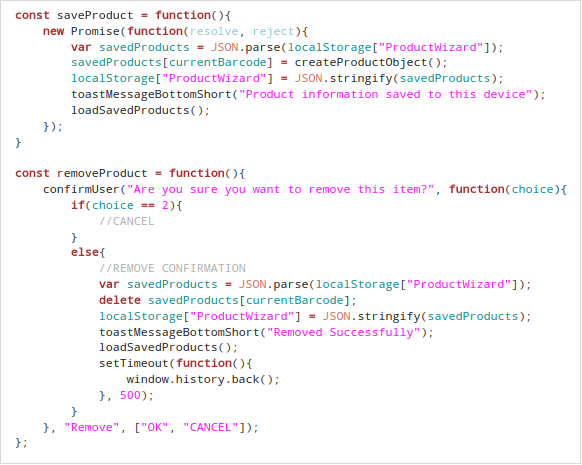 const saveProduct = function(){
    new Promise(function(resolve, reject){
        var savedProducts = JSON.parse(localStorage["ProductWizard"]);
        savedProducts[currentBarcode] = createProductObject();
        localStorage["ProductWizard"] = JSON.stringify(savedProducts);
        toastMessageBottomShort("Product information saved to this device");
        loadSavedProducts();
    });
}

const removeProduct = function(){
    confirmUser("Are you sure you want to remove this item?", function(choice){
        if(choice == 2){
            //CANCEL
        }
        else{
            //REMOVE CONFIRMATION
            var savedProducts = JSON.parse(localStorage["ProductWizard"]);
            delete savedProducts[currentBarcode];
            localStorage["ProductWizard"] = JSON.stringify(savedProducts);
            toastMessageBottomShort("Removed Successfully");
            loadSavedProducts();
            setTimeout(function(){
                window.history.back();
            }, 500);
        }
    }, "Remove", ["OK", "CANCEL"]);
};